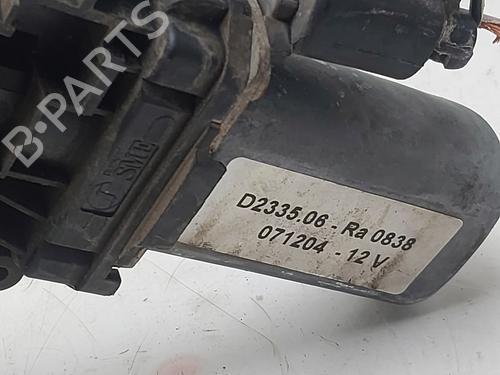 B-PARTS
SME
D2335.06 - Ra 0838
071204 - 12 V